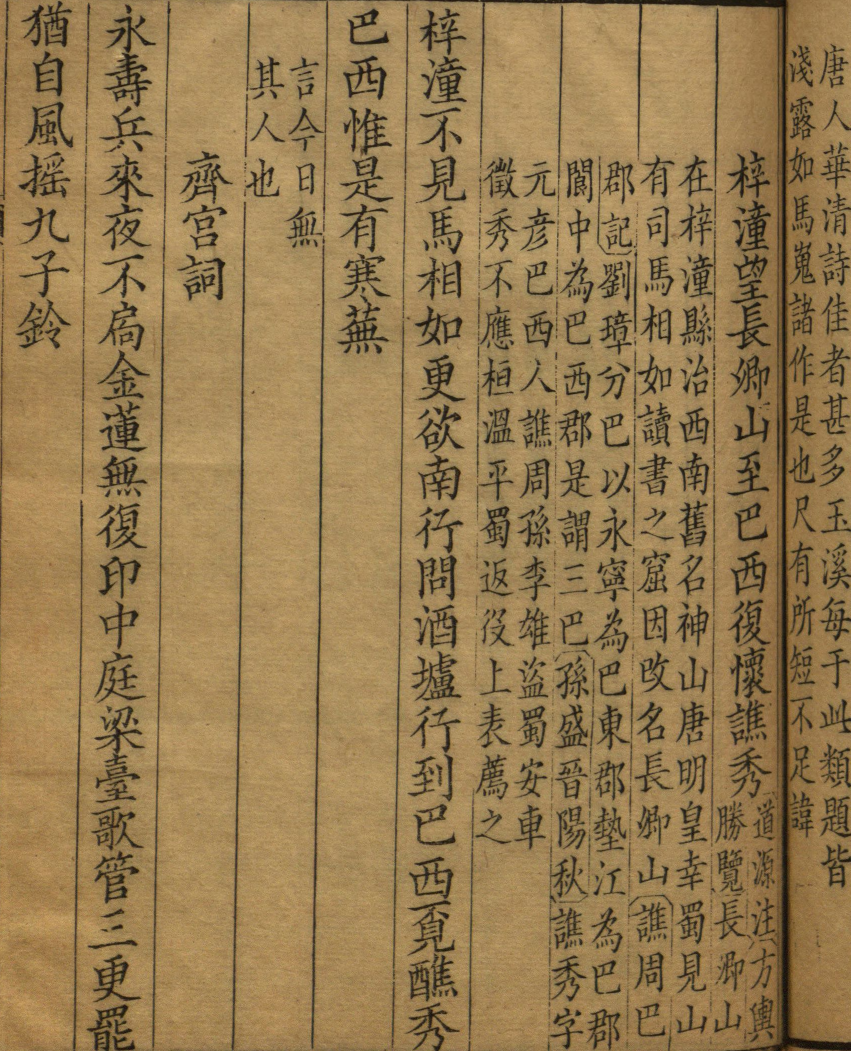 唐人華清詩佳者甚多玉溪每于此類題皆
淺露如馬嵬諸作是也尺有所短不足諱
梓潼望長卿山至巴西復懷譙秀
道源注方輿
勝覽長卿山
在梓潼縣治西南舊名神山唐明皇幸蜀見山
有司馬相如讀書之窟因改名長卿山譙周巴
郡記劉璋分巴以永寧為巴東郡墊江為巴郡
閬中為巴西郡是謂三巴孫盛晉陽秋譙秀字
元彦巴西人譙周孫李雄盜蜀安車
徵秀不應桓溫平蜀返役上表薦之
梓潼不見馬相如更欲南行問酒壚行到巴西覓醮秀
巴西惟是有寒蕪
言今日無
其人也
齊宮詞
永壽兵來夜不扃金蓮無復印中庭梁臺歌管三更罷
猶自風搖九子鈴